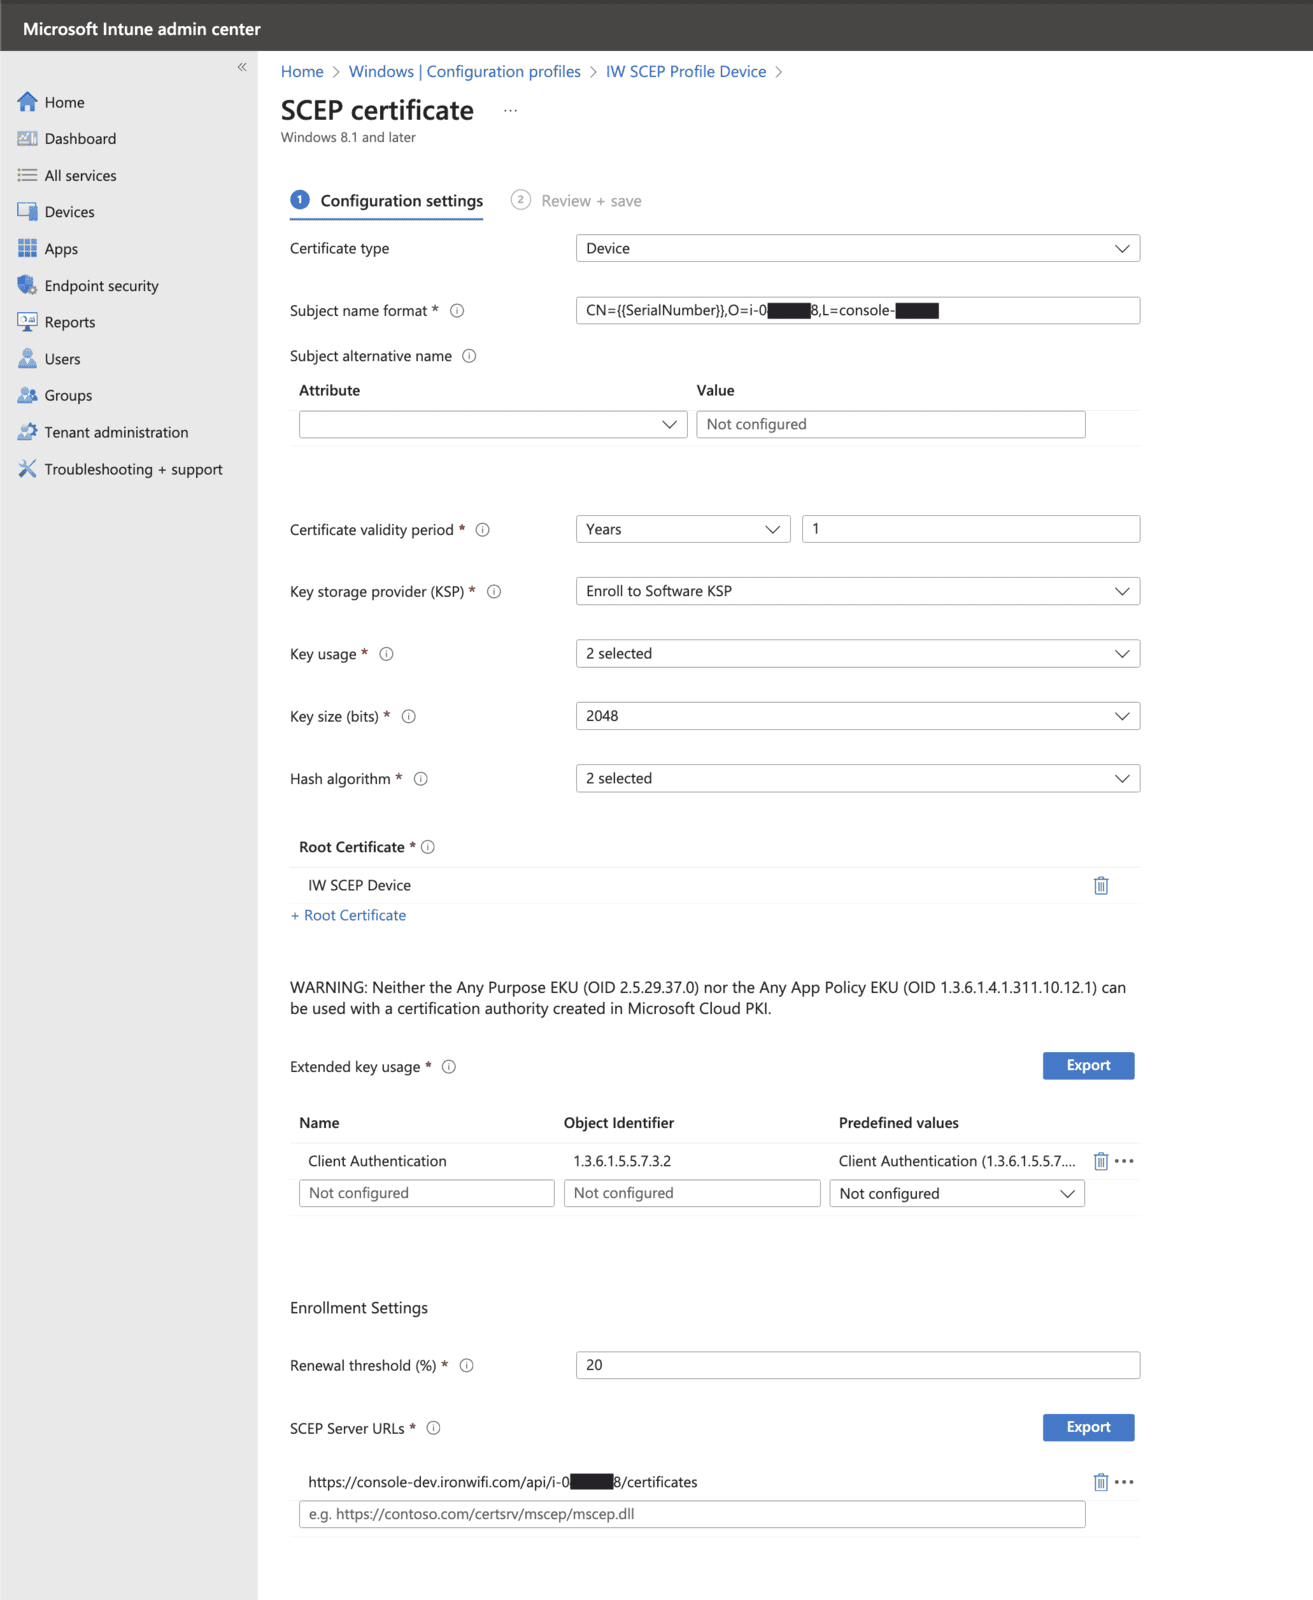 Microsoft Intune admin center
«
Home
Dashboard
All services
Devices
Apps
Endpoint security
Reports
Users
Groups
Tenant administration
Troubleshooting + support
Home > Windows | Configuration profiles > IW SCEP Profile Device >
SCEP certificate ...
Windows 8.1 and later
1 Configuration settings 2 Review + save
Certificate type Device
Subject name format * CN={{SerialNumber}},O=i-0 8,L=console-
Subject alternative name
Attribute Value
Not configured
Certificate validity period * Years 1
Key storage provider (KSP) * Enroll to Software KSP
Key usage * 2 selected
Key size (bits) * 2048
Hash algorithm * 2 selected
Root Certificate *
IW SCEP Device
+ Root Certificate
WARNING: Neither the Any Purpose EKU (OID 2.5.29.37.0) nor the Any App Policy EKU (OID 1.3.6.1.4.1.311.10.12.1) can
be used with a certification authority created in Microsoft Cloud PKI.
Extended key usage * Export
Name Object Identifier Predefined values
Client Authentication 1.3.6.1.5.5.7.3.2 Client Authentication (1.3.6.1.5.5.7.... ...
Not configured Not configured Not configured
Enrollment Settings
Renewal threshold (%) * 20
SCEP Server URLs * Export
https://console-dev.ironwifi.com/api/i-0 8/certificates ...
e.g. https://contoso.com/certsrv/mscep/mscep.dll